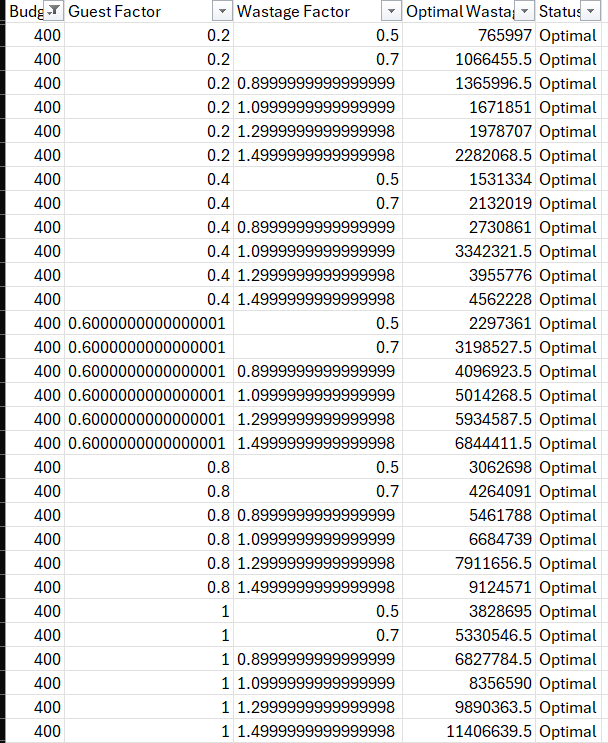 Budg Guest Factor Wastage Factor Optimal Wasta Status
400 0.2 0.5 765997 Optimal
400 0.2 0.7 1066455.5 Optimal
400 0.2 0.8999999999999999 1365996.5 Optimal
400 0.2 1.0999999999999999 1671851 Optimal
400 0.2 1.2999999999999998 1978707 Optimal
400 0.2 1.4999999999999998 2282068.5 Optimal
400 0.4 0.5 1531334 Optimal
400 0.4 0.7 2132019 Optimal
400 0.4 0.8999999999999999 2730861 Optimal
400 0.4 1.0999999999999999 3342321.5 Optimal
400 0.4 1.2999999999999998 3955776 Optimal
400 0.4 1.4999999999999998 4562228 Optimal
400 0.6000000000000001 0.5 2297361 Optimal
400 0.6000000000000001 0.7 3198527.5 Optimal
400 0.6000000000000001 0.8999999999999999 4096923.5 Optimal
400 0.6000000000000001 1.0999999999999999 5014268.5 Optimal
400 0.6000000000000001 1.2999999999999998 5934587.5 Optimal
400 0.6000000000000001 1.4999999999999998 6844411.5 Optimal
400 0.8 0.5 3062698 Optimal
400 0.8 0.7 4264091 Optimal
400 0.8 0.8999999999999999 5461788 Optimal
400 0.8 1.0999999999999999 6684739 Optimal
400 0.8 1.2999999999999998 7911656.5 Optimal
400 0.8 1.4999999999999998 9124571 Optimal
400 1 0.5 3828695 Optimal
400 1 0.7 5330546.5 Optimal
400 1 0.8999999999999999 6827784.5 Optimal
400 1 1.0999999999999999 8356590 Optimal
400 1 1.2999999999999998 9890363.5 Optimal
400 1 1.4999999999999998 11406639.5 Optimal